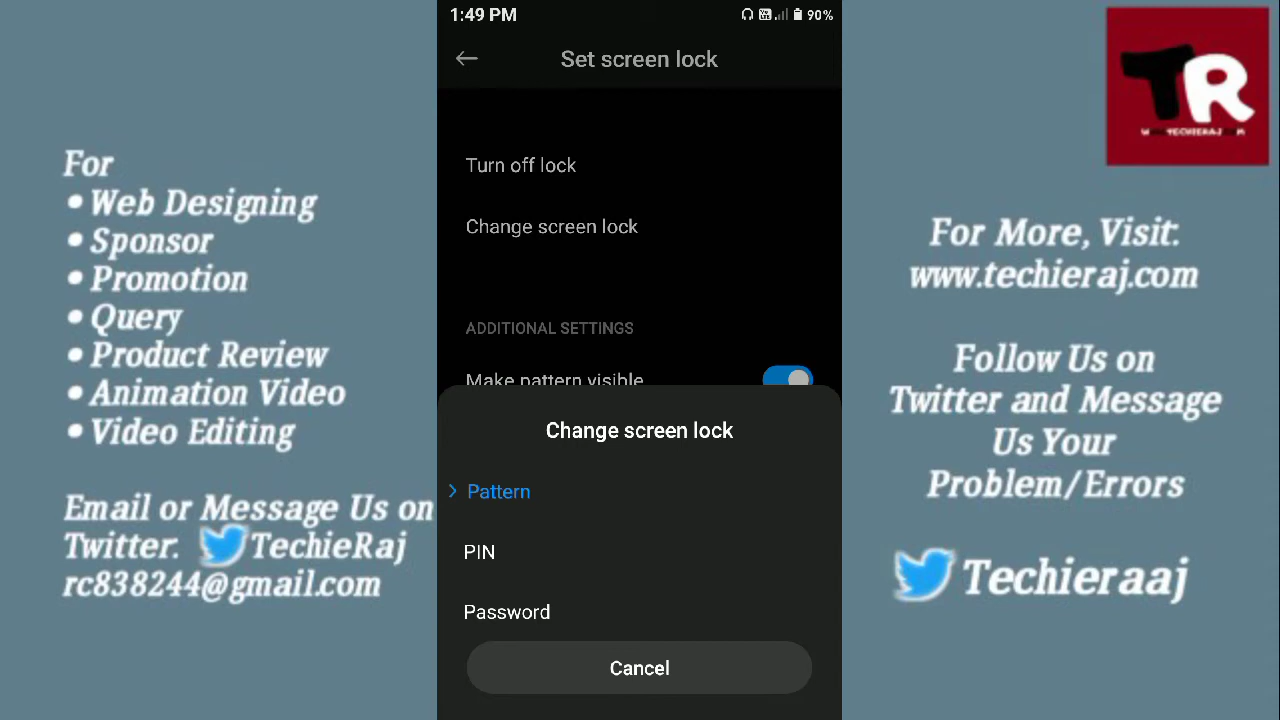 For
• Web Designing
• Sponsor
• Promotion
• Query
• Product Review
• Animation Video
• Video Editing
Email or Message Us on
Twitter. TechieRaj
rc838244@gmail.com
1:49 PM
90%
Set screen lock
Turn off lock
Change screen lock
ADDITIONAL SETTINGS
Make pattern visible
Change screen lock
Pattern
PIN
Password
Cancel
TR
WWW.TECHIERAJ.COM
For More, Visit:
www.techieraj.com
Follow Us on
Twitter and Message
Us Your
Problem/Errors
Techieraaj